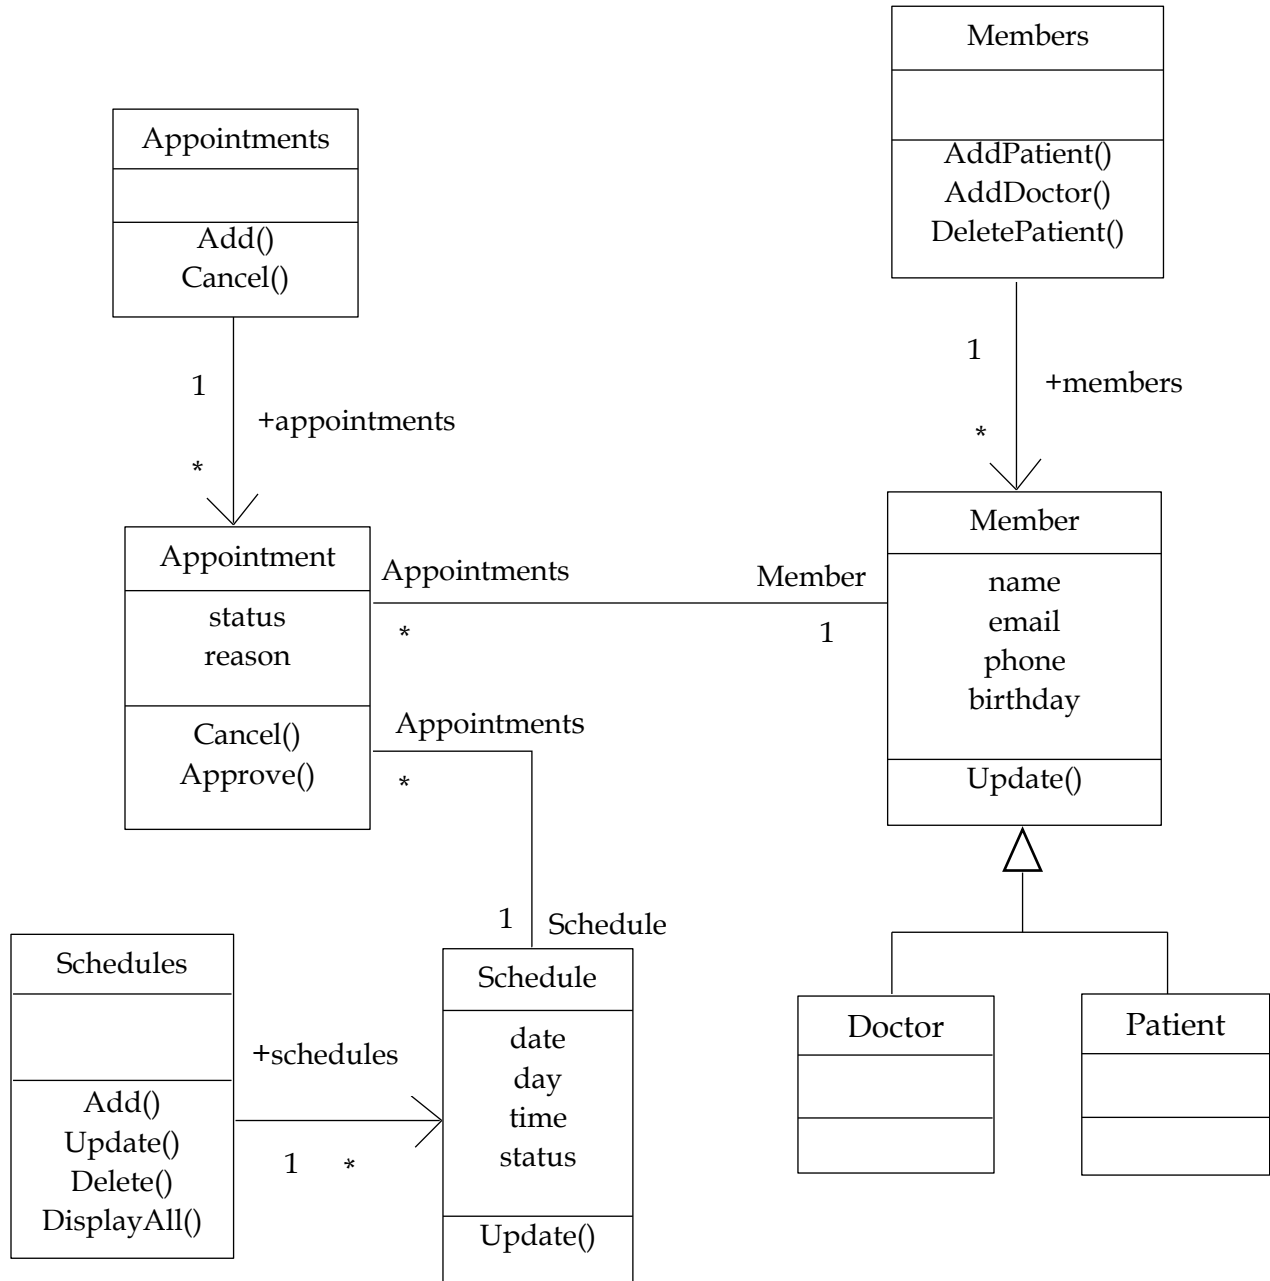 Members
AddPatient()
AddDoctor()
DeletePatient()
Appointments
Add()
Cancel()
1
+appointments
*
1
+members
*
Appointment
status
reason
Cancel()
Approve()
Appointments
*
Member
1
Member
name
email
phone
birthday
Update()
Appointments
*
1
Schedule
Schedules
Add()
Update()
Delete()
DisplayAll()
+schedules
1
*
Schedule
date
day
time
status
Update()
Doctor
Patient